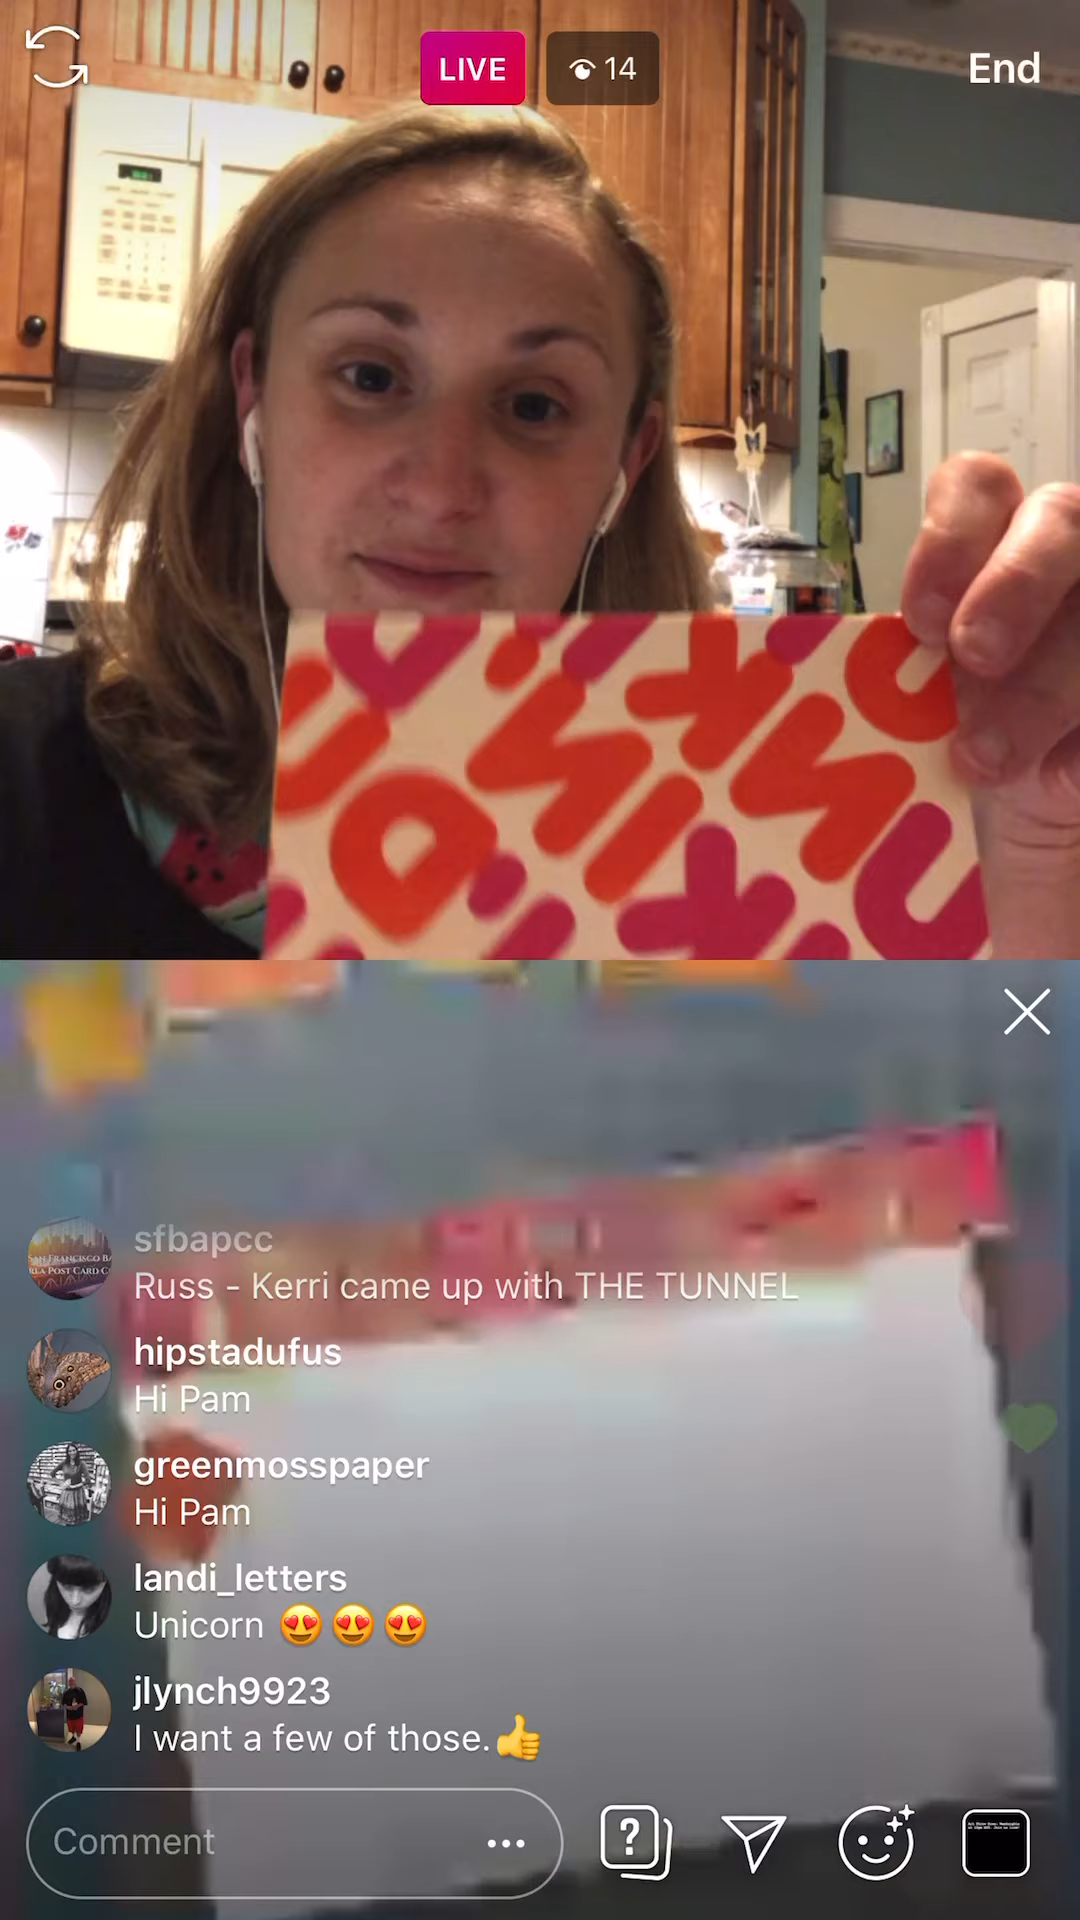 LIVE
14
End
sfbapcc
Russ - Kerri came up with THE TUNNEL
hipstadufus
Hi Pam
greenmosspaper
Hi Pam
landi_letters
Unicorn 😍 😍 😍
jlynch9923
I want a few of those.👍
Comment